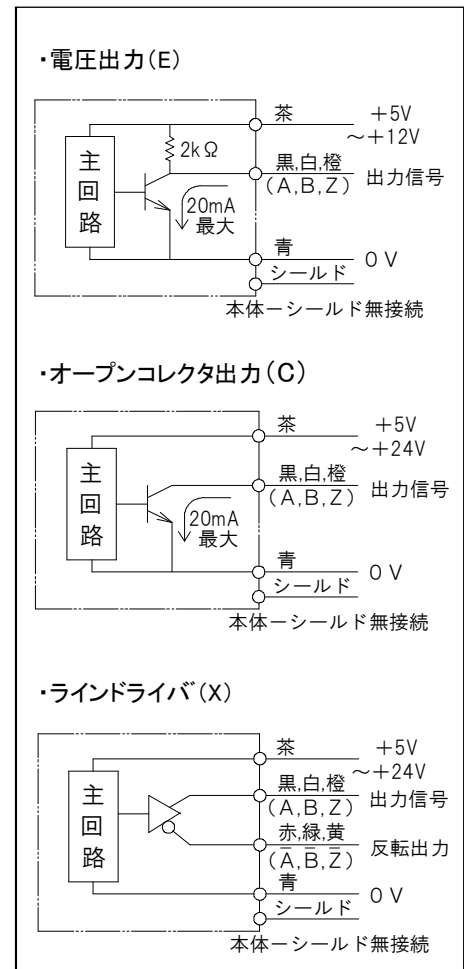 ・電圧出力(E)
茶 +5V
～+12V
2kΩ
黒,白,橙
(A,B,Z) 出力信号
主回路
20mA
最大
青 0V
シールド
本体ーシールド無接続
・オープンコレクタ出力(C)
茶 +5V
～+24V
黒,白,橙
(A,B,Z) 出力信号
主回路
20mA
最大
青 0V
シールド
本体ーシールド無接続
・ラインドライバ(X)
茶 +5V
～+24V
黒,白,橙
(A,B,Z) 出力信号
主回路
赤,緑,黄
(A̅,B̅,Z̅) 反転出力
青 0V
シールド
本体ーシールド無接続